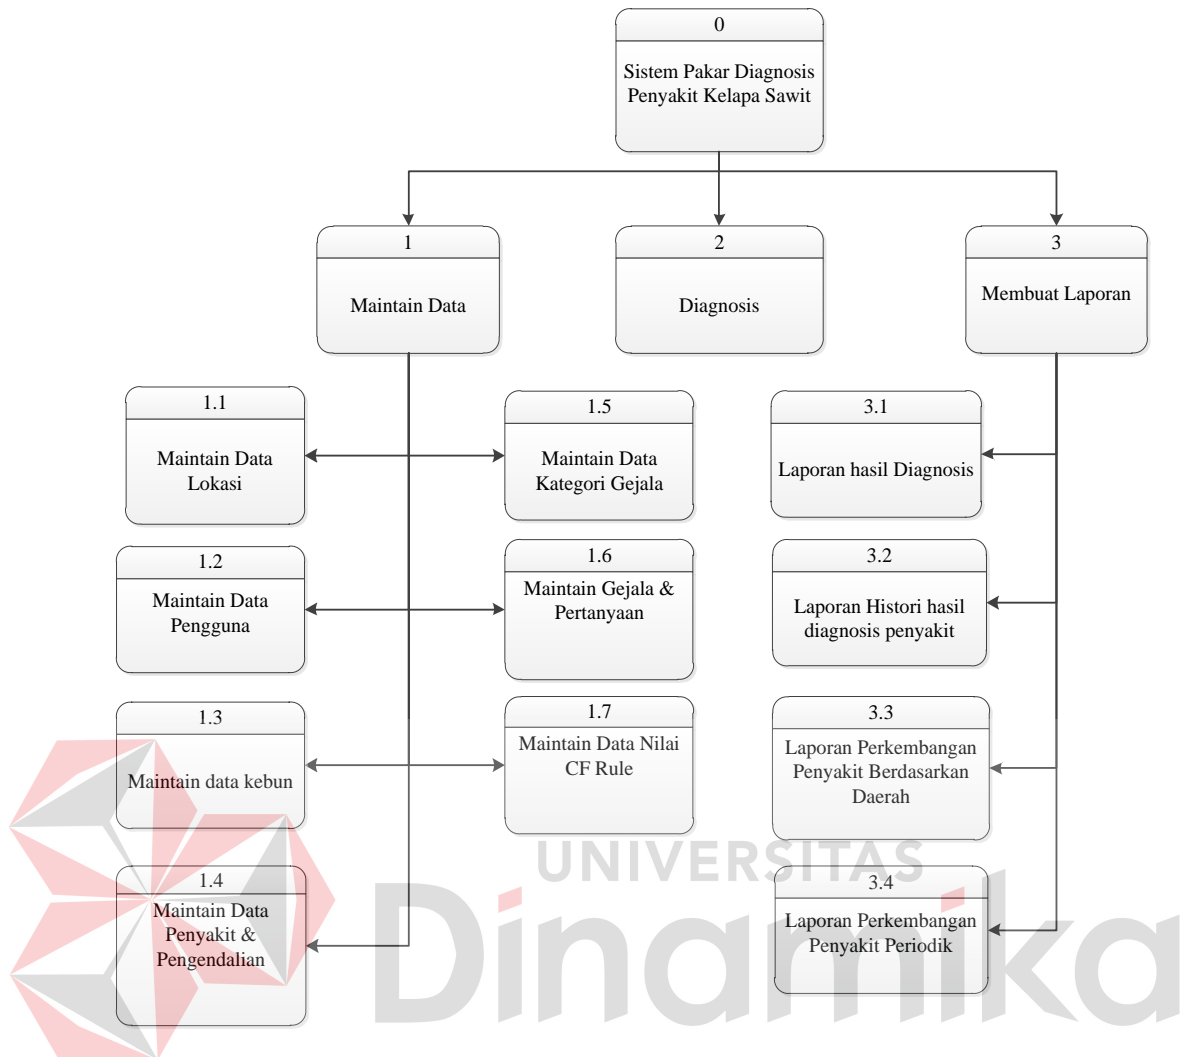 0
Sistem Pakar Diagnosis
Penyakit Kelapa Sawit
1
Maintain Data
2
Diagnosis
3
Membuat Laporan
1.1
Maintain Data
Lokasi
1.5
Maintain Data
Kategori Gejala
3.1
Laporan hasil Diagnosis
1.2
Maintain Data
Pengguna
1.6
Maintain Gejala &
Pertanyaan
3.2
Laporan Histori hasil
diagnosis penyakit
1.3
Maintain data kebun
1.7
Maintain Data Nilai
CF Rule
3.3
Laporan Perkembangan
Penyakit Berdasarkan
Daerah
1.4
Maintain Data
Penyakit &
Pengendalian
3.4
Laporan Perkembangan
Penyakit Periodik
UNIVERSITAS
Dinamika